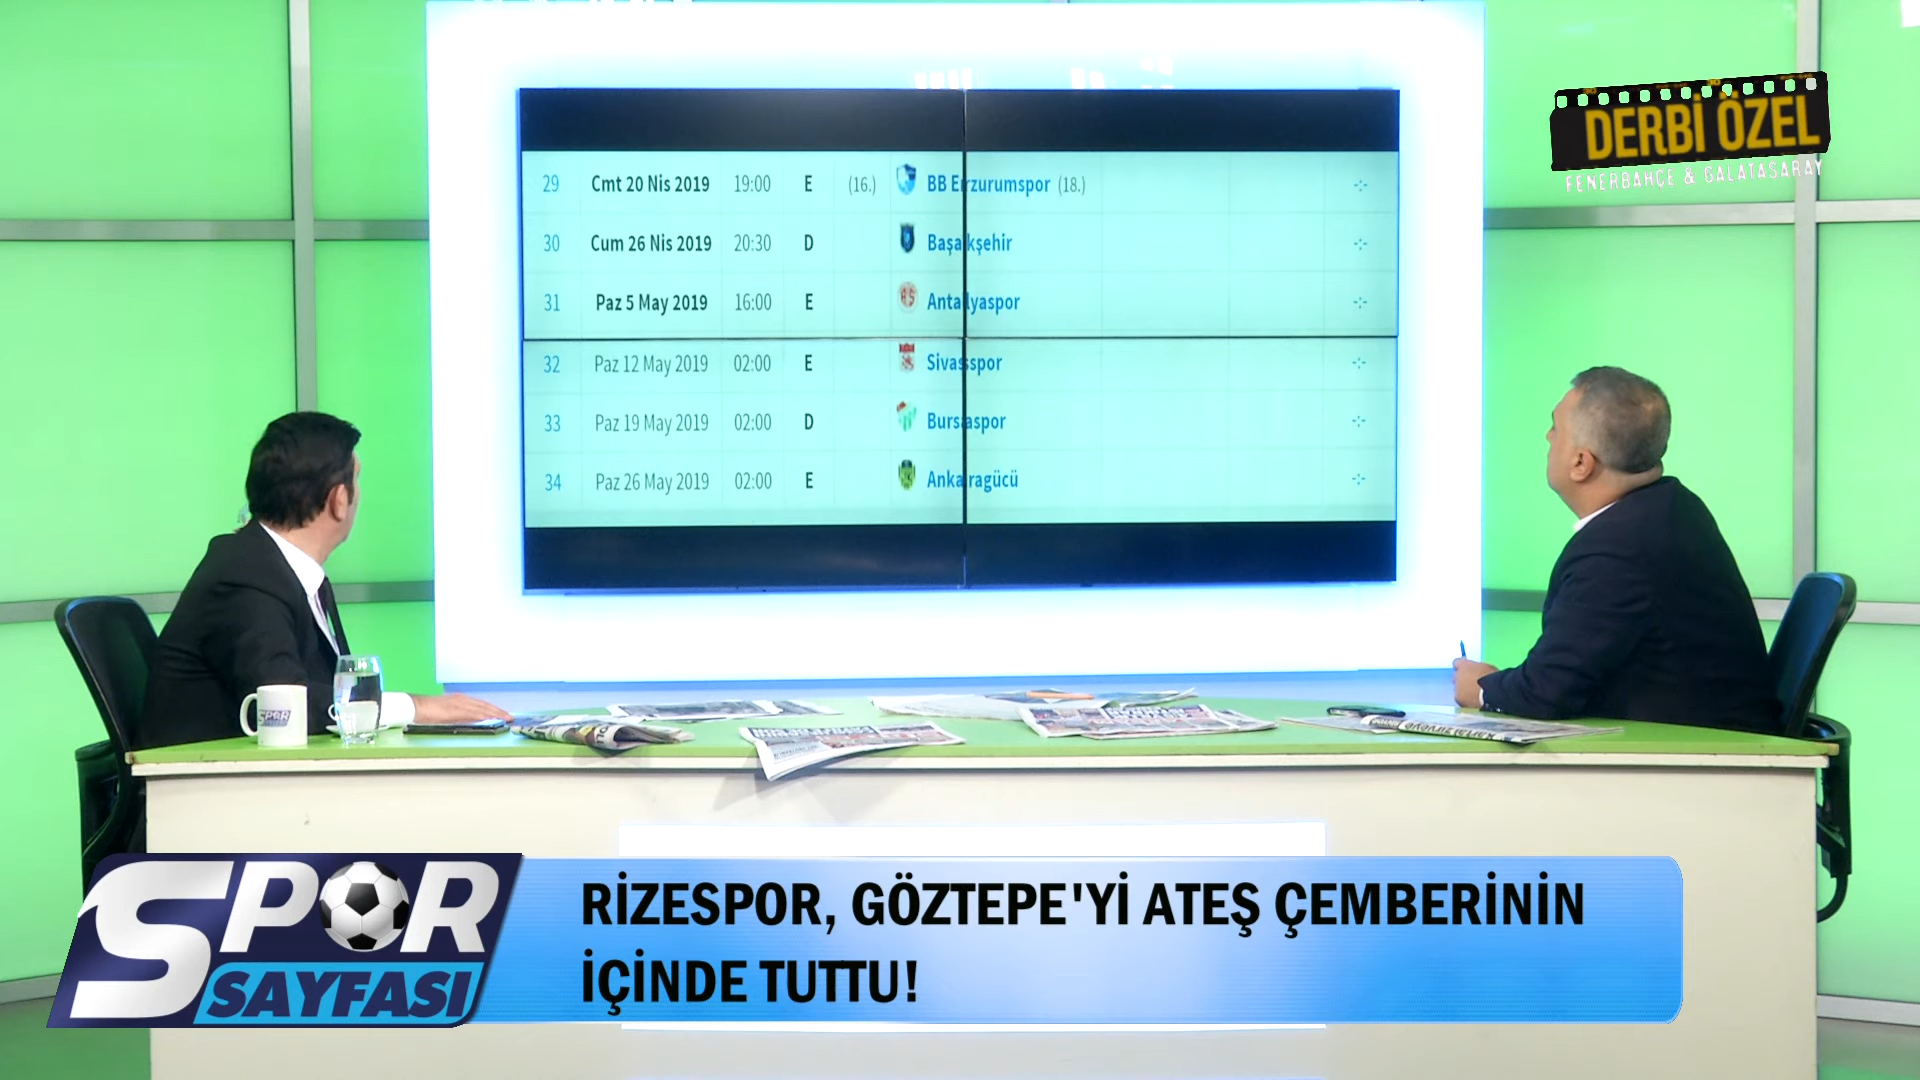 DERBİ ÖZEL
FENERBAHÇE & GALATASARAY
29 Cmt 20 Nis 2019 19:00 E (16.) BB Erzurumspor (18.) -:-
30 Cum 26 Nis 2019 20:30 D Başakşehir -:-
31 Paz 5 May 2019 16:00 E Antalyaspor -:-
32 Paz 12 May 2019 02:00 E Sivasspor -:-
33 Paz 19 May 2019 02:00 D Bursaspor -:-
34 Paz 26 May 2019 02:00 E Ankaragücü -:-
SPOR
SPOR
SAYFASI
RİZESPOR, GÖZTEPE'Yİ ATEŞ ÇEMBERİNİN
İÇİNDE TUTTU!